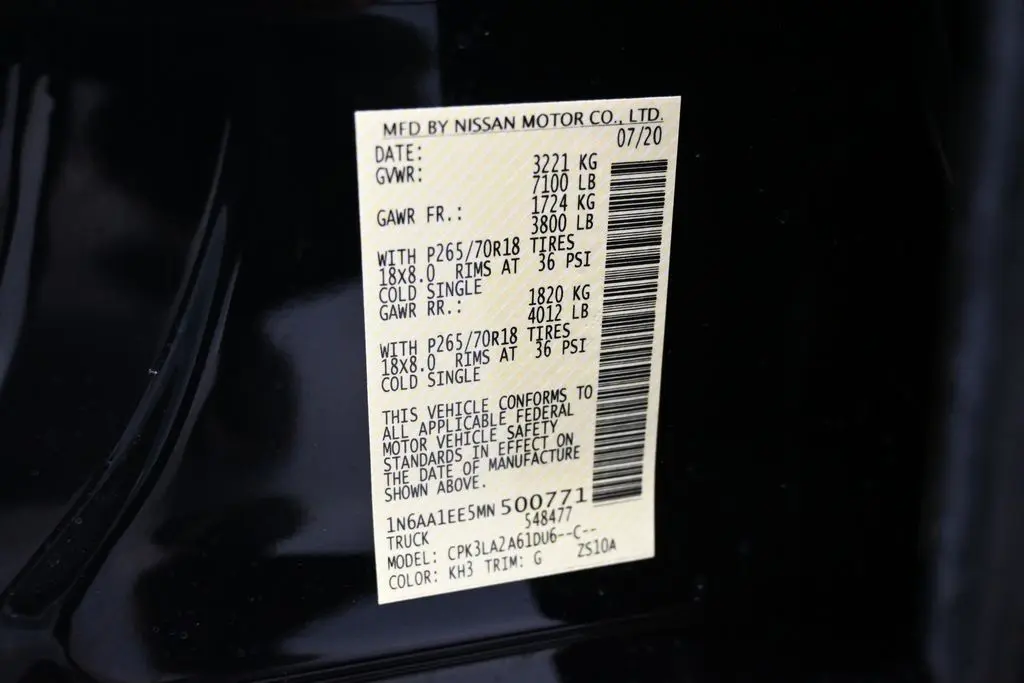 MFD BY NISSAN MOTOR CO., LTD.
DATE: 07/20
GVWR: 3221 KG
7100 LB
GAWR FR.: 1724 KG
3800 LB
WITH P265/70R18 TIRES
18X8.0 RIMS AT 36 PSI
COLD SINGLE
GAWR RR.: 1820 KG
4012 LB
WITH P265/70R18 TIRES
18X8.0 RIMS AT 36 PSI
COLD SINGLE
THIS VEHICLE CONFORMS TO
ALL APPLICABLE FEDERAL
MOTOR VEHICLE SAFETY
STANDARDS IN EFFECT ON
THE DATE OF MANUFACTURE
SHOWN ABOVE.
1N6AA1EE5MN500771
TRUCK 548477
MODEL: CPK3LA2A61DU6--C--
COLOR: KH3 TRIM: G ZS10A